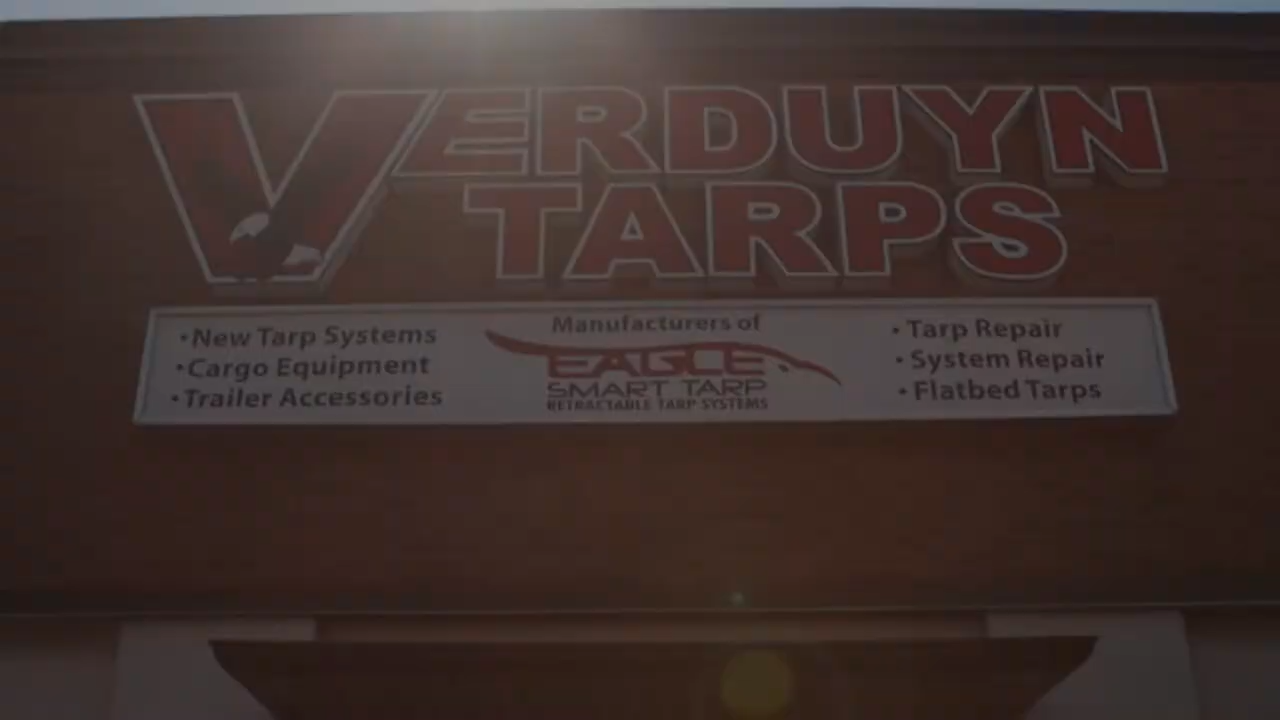 VERDUYN
TARPS
•New Tarp Systems
•Cargo Equipment
•Trailer Accessories
Manufacturers of
EAGLE
SMART TARP
RETRACTABLE TARP SYSTEMS
• Tarp Repair
• System Repair
• Flatbed Tarps